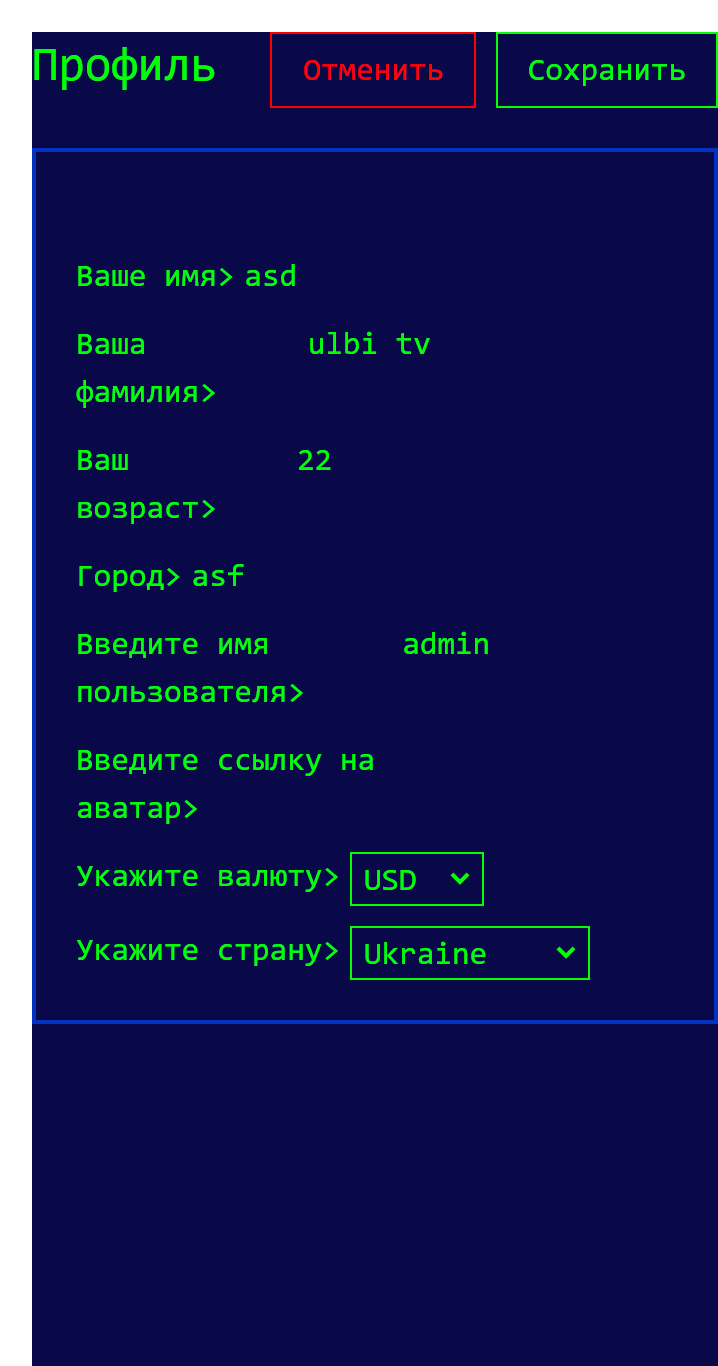 Профиль Отменить Сохранить
Ваше имя> asd
Ваша ulbi tv
фамилия>
Ваш 22
возраст>
Город> asf
Введите имя admin
пользователя>
Введите ссылку на
аватар>
Укажите валюту> USD
Укажите страну> Ukraine